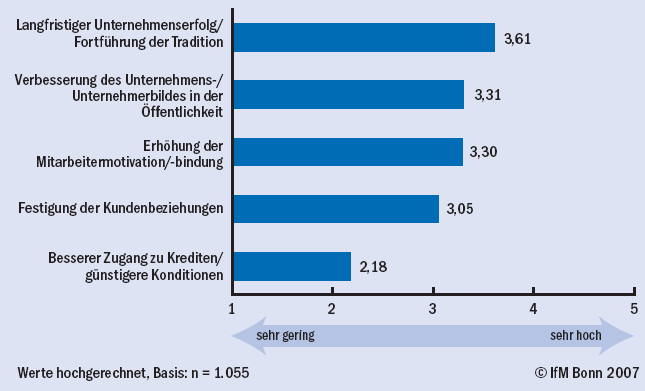 Langfristiger Unternehmenserfolg/
Fortführung der Tradition
3,61
Verbesserung des Unternehmens-/
Unternehmerbildes in der
Öffentlichkeit
3,31
Erhöhung der
Mitarbeitermotivation/-bindung
3,30
Festigung der Kundenbeziehungen
3,05
Besserer Zugang zu Krediten/
günstigere Konditionen
2,18
1 2 3 4 5
sehr gering sehr hoch
Werte hochgerechnet, Basis: n = 1.055
© IfM Bonn 2007